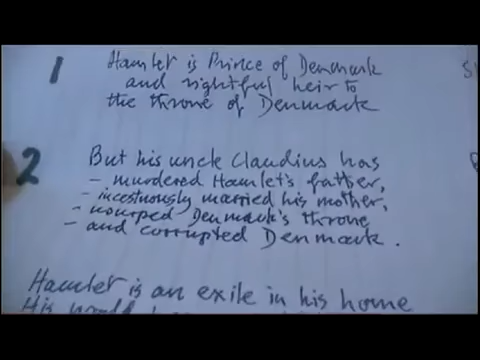 1 Hamlet is Prince of Denmark
and rightful heir to
the throne of Denmark
2 But his uncle Claudius has
– murdered Hamlet's father,
– incestuously married his mother,
– usurped Denmark's throne
– and corrupted Denmark.
Hamlet is an exile in his home
His